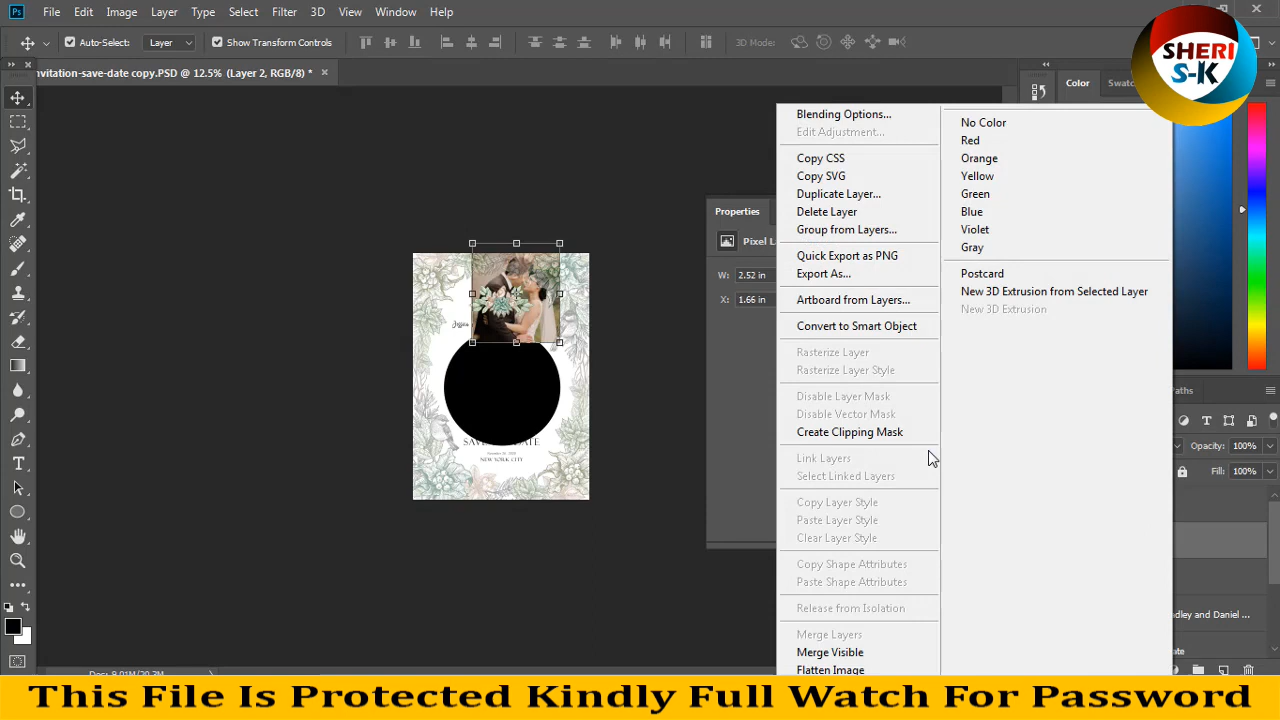 File Edit Image Layer Type Select Filter 3D View Window Help
Auto-Select: Layer Show Transform Controls 3D Mode:
SHERI
S-K
nvitation-save-date copy.PSD @ 12.5% (Layer 2, RGB/8) *
Color Swatc
Properties
Pixel L
W: 2.52 in
X: 1.66 in
Blending Options...
Edit Adjustment...
Copy CSS
Copy SVG
Duplicate Layer...
Delete Layer
Group from Layers...
Quick Export as PNG
Export As...
Artboard from Layers...
Convert to Smart Object
Rasterize Layer
Rasterize Layer Style
Disable Layer Mask
Disable Vector Mask
Create Clipping Mask
Link Layers
Select Linked Layers
Copy Layer Style
Paste Layer Style
Clear Layer Style
Copy Shape Attributes
Paste Shape Attributes
Release from Isolation
Merge Layers
Merge Visible
Flatten Image
No Color
Red
Orange
Yellow
Green
Blue
Violet
Gray
Postcard
New 3D Extrusion from Selected Layer
New 3D Extrusion
aths
Opacity: 100%
Fill: 100%
dley and Daniel ...
ate
NEW YORK CITY
This File Is Protected Kindly Full Watch For Password